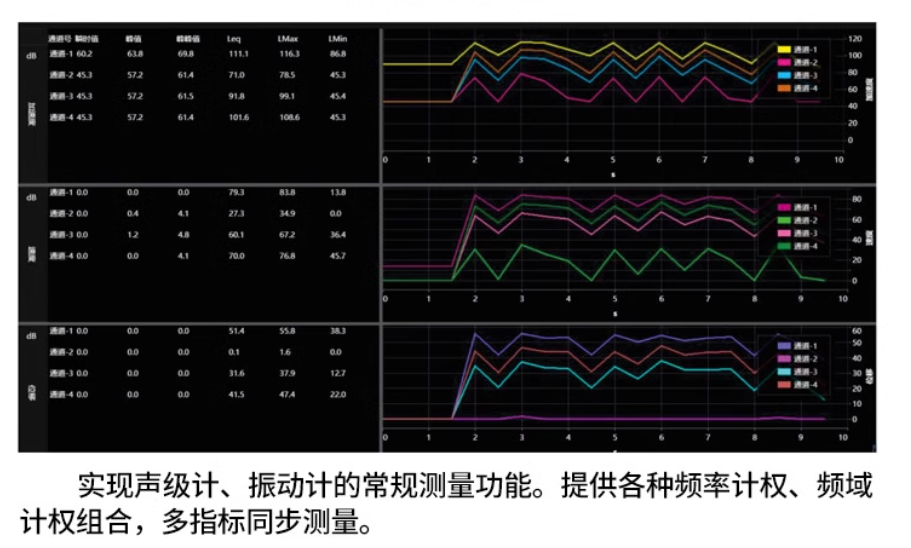 通道号 瞬时值 峰值 峰峰值 Leq LMax LMin
dB 通道-1 60.2 63.8 69.8 111.1 116.3 86.8
通道-2 45.3 57.2 61.4 71.0 78.5 45.3
通道-3 45.3 57.2 61.5 91.8 99.1 45.4
通道-4 45.3 57.2 61.4 101.6 108.6 45.3
加速度
通道-1
通道-2
通道-3
通道-4
120
100
80
60
40
20
0
加速度
0 1 2 3 4 5 6 7 8 9 10
s
dB 通道-1 0.0 0.0 0.0 79.3 83.8 13.8
通道-2 0.0 0.4 4.1 27.3 34.9 0.0
通道-3 0.0 1.2 4.8 60.1 67.2 36.4
通道-4 0.0 0.0 4.1 70.0 76.8 45.7
速度
通道-1
通道-2
通道-3
通道-4
80
60
40
20
0
速度
0 1 2 3 4 5 6 7 8 9 10
s
dB 通道-1 0.0 0.0 0.0 51.4 55.8 38.3
通道-2 0.0 0.0 0.0 0.1 1.6 0.0
通道-3 0.0 0.0 0.0 31.6 37.9 12.7
通道-4 0.0 0.0 0.0 41.5 47.4 22.0
位移
通道-1
通道-2
通道-3
通道-4
60
50
40
30
20
10
0
位移
0 1 2 3 4 5 6 7 8 9 10
实现声级计、振动计的常规测量功能。提供各种频率计权、频域
计权组合，多指标同步测量。